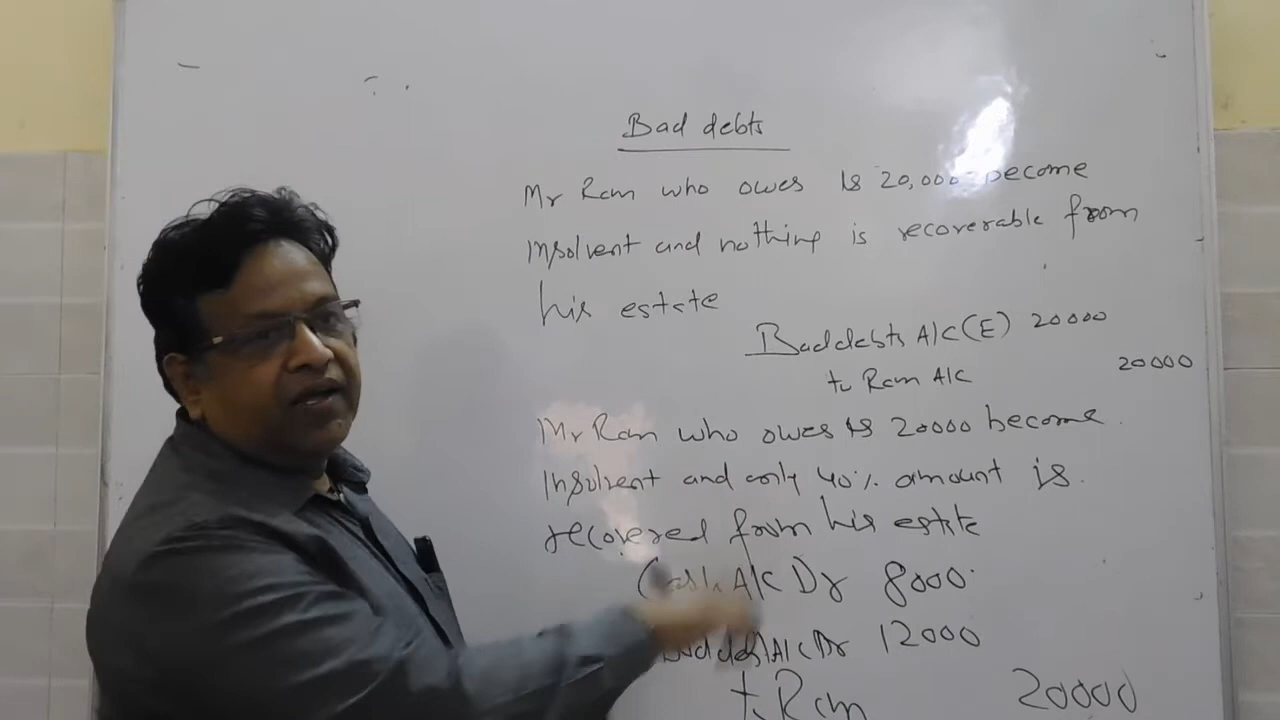 Bad debts
Mr Ram who owes Rs 20,000 become
Insolvent and nothing is recoverable from
his estate
Bad debts A/C (E) 20000
to Ram A/C 20000
Mr Ram who owes Rs 20000 become
Insolvent and only 40% amount is
recovered from his estate
Cash A/C Dr 8000
Bad debts A/C Dr 12000
to Ram 20000